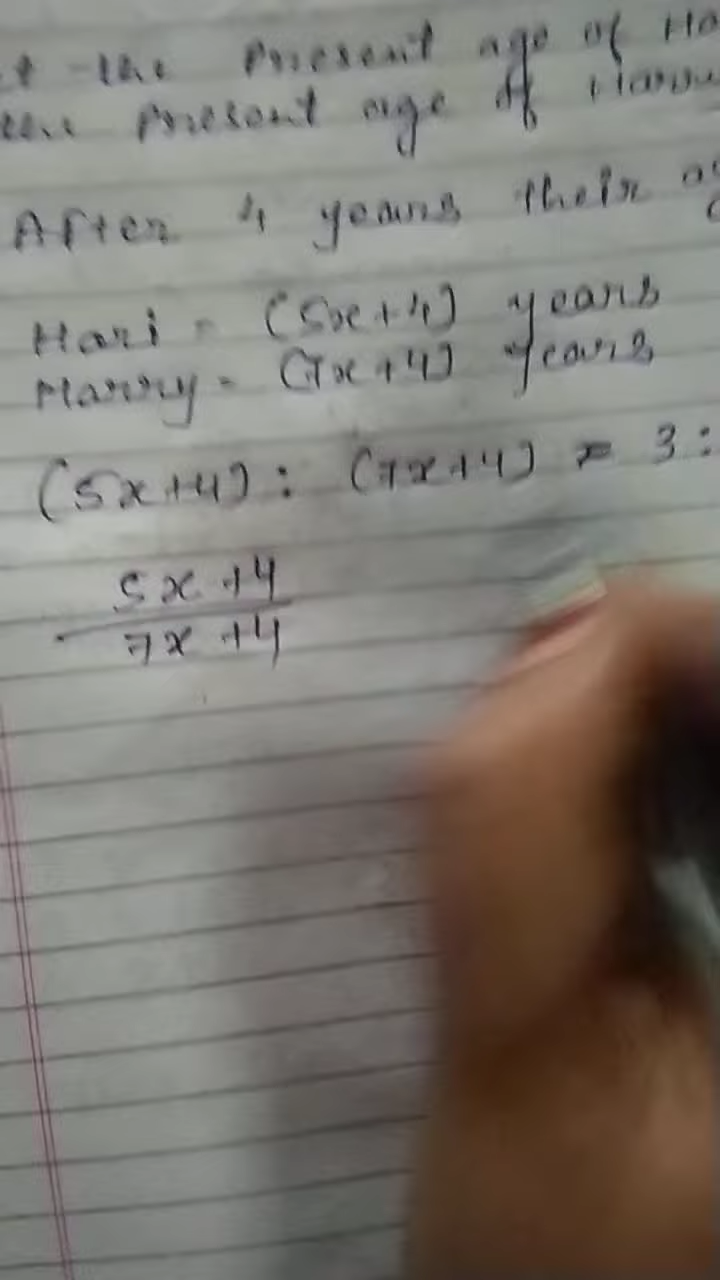 the Present age of
Present age of
After 4 years their
Hari = (5x+4) years
Harry = (7x+4) years
(5x+4) : (7x+4) = 3 :
5x +4
7x +4